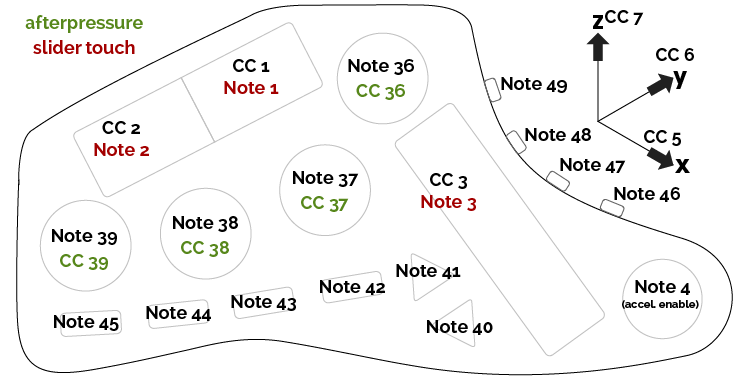 afterpressure
slider touch
CC 1
Note 1
CC 2
Note 2
Note 36
CC 36
Note 49
Note 48
Note 47
Note 46
z CC 7
CC 6
y
CC 5
x
Note 37
CC 37
CC 3
Note 3
Note 38
CC 38
Note 39
CC 39
Note 41
Note 42
Note 43
Note 44
Note 45
Note 40
Note 4
(accel. enable)